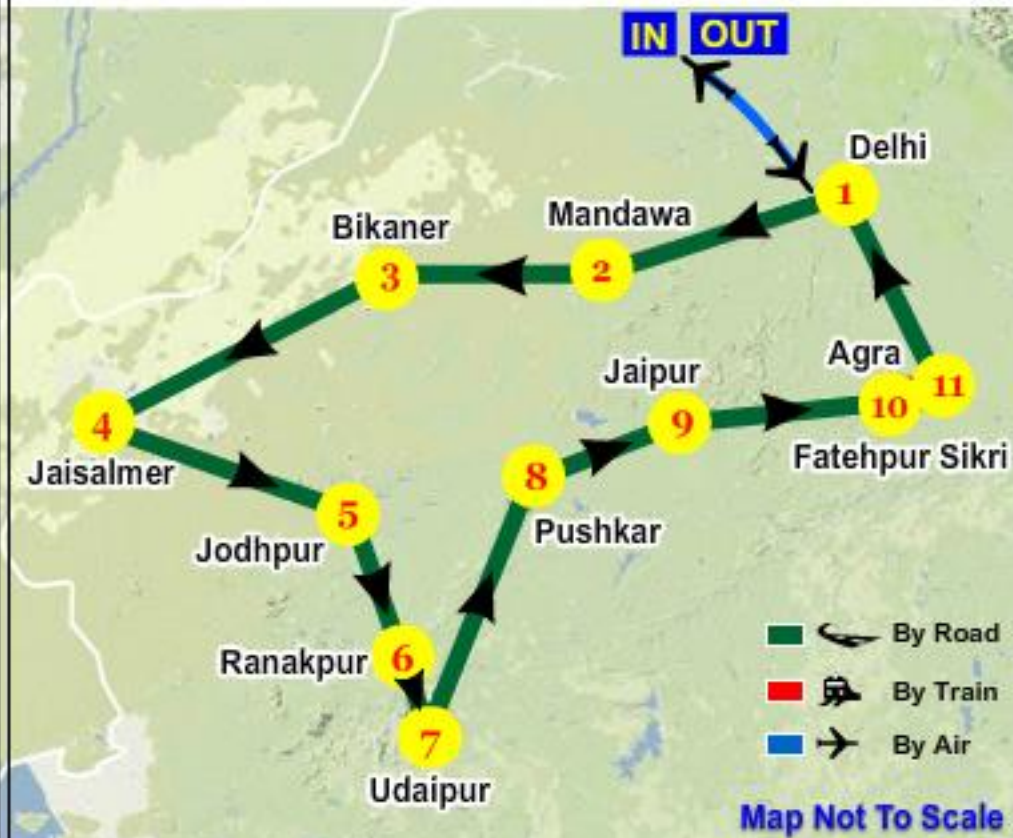 IN OUT
Delhi
1
Mandawa
2
Bikaner
3
4
Jaisalmer
5
Jodhpur
Ranakpur
6
7
Udaipur
8
Pushkar
Jaipur
9
Agra
10
11
Fatehpur Sikri
By Road
By Train
By Air
Map Not To Scale